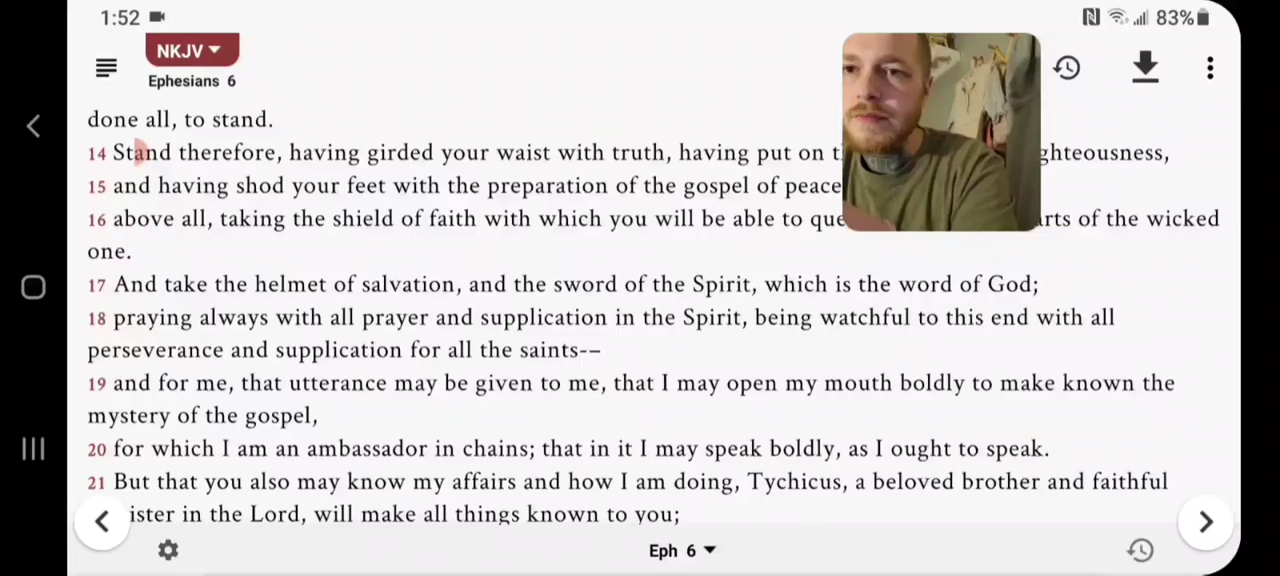 1:52 83%
NKJV
Ephesians 6
done all, to stand.
14 Stand therefore, having girded your waist with truth, having put on t ghteousness,
15 and having shod your feet with the preparation of the gospel of peace
16 above all, taking the shield of faith with which you will be able to que rts of the wicked
one.
17 And take the helmet of salvation, and the sword of the Spirit, which is the word of God;
18 praying always with all prayer and supplication in the Spirit, being watchful to this end with all
perseverance and supplication for all the saints--
19 and for me, that utterance may be given to me, that I may open my mouth boldly to make known the
mystery of the gospel,
20 for which I am an ambassador in chains; that in it I may speak boldly, as I ought to speak.
21 But that you also may know my affairs and how I am doing, Tychicus, a beloved brother and faithful
ister in the Lord, will make all things known to you;
Eph 6